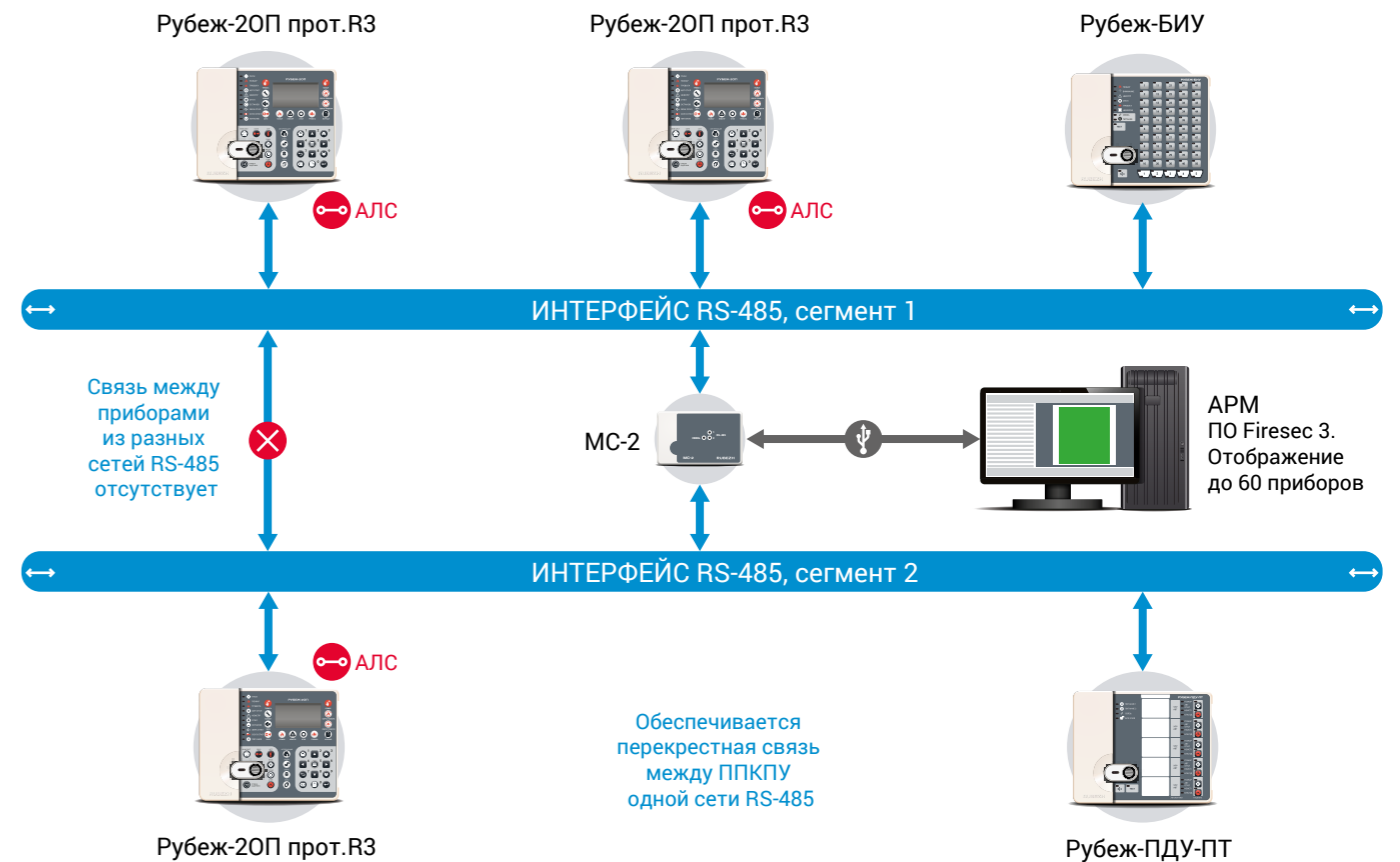 Рубеж-2ОП прот.R3
Рубеж-2ОП прот.R3
Рубеж-БИУ
АЛС
АЛС
ИНТЕРФЕЙС RS-485, сегмент 1
Связь между
приборами
из разных
сетей RS-485
отсутствует
МС-2
АРМ
ПО Firesec 3.
Отображение
до 60 приборов
ИНТЕРФЕЙС RS-485, сегмент 2
АЛС
Обеспечивается
перекрестная связь
между ППКПУ
одной сети RS-485
Рубеж-2ОП прот.R3
Рубеж-ПДУ-ПТ